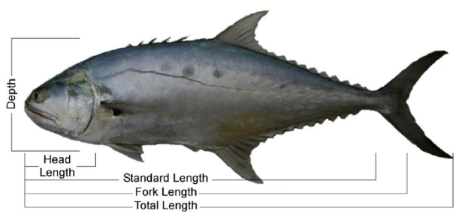 Depth
Head
Length
Standard Length
Fork Length
Total Length